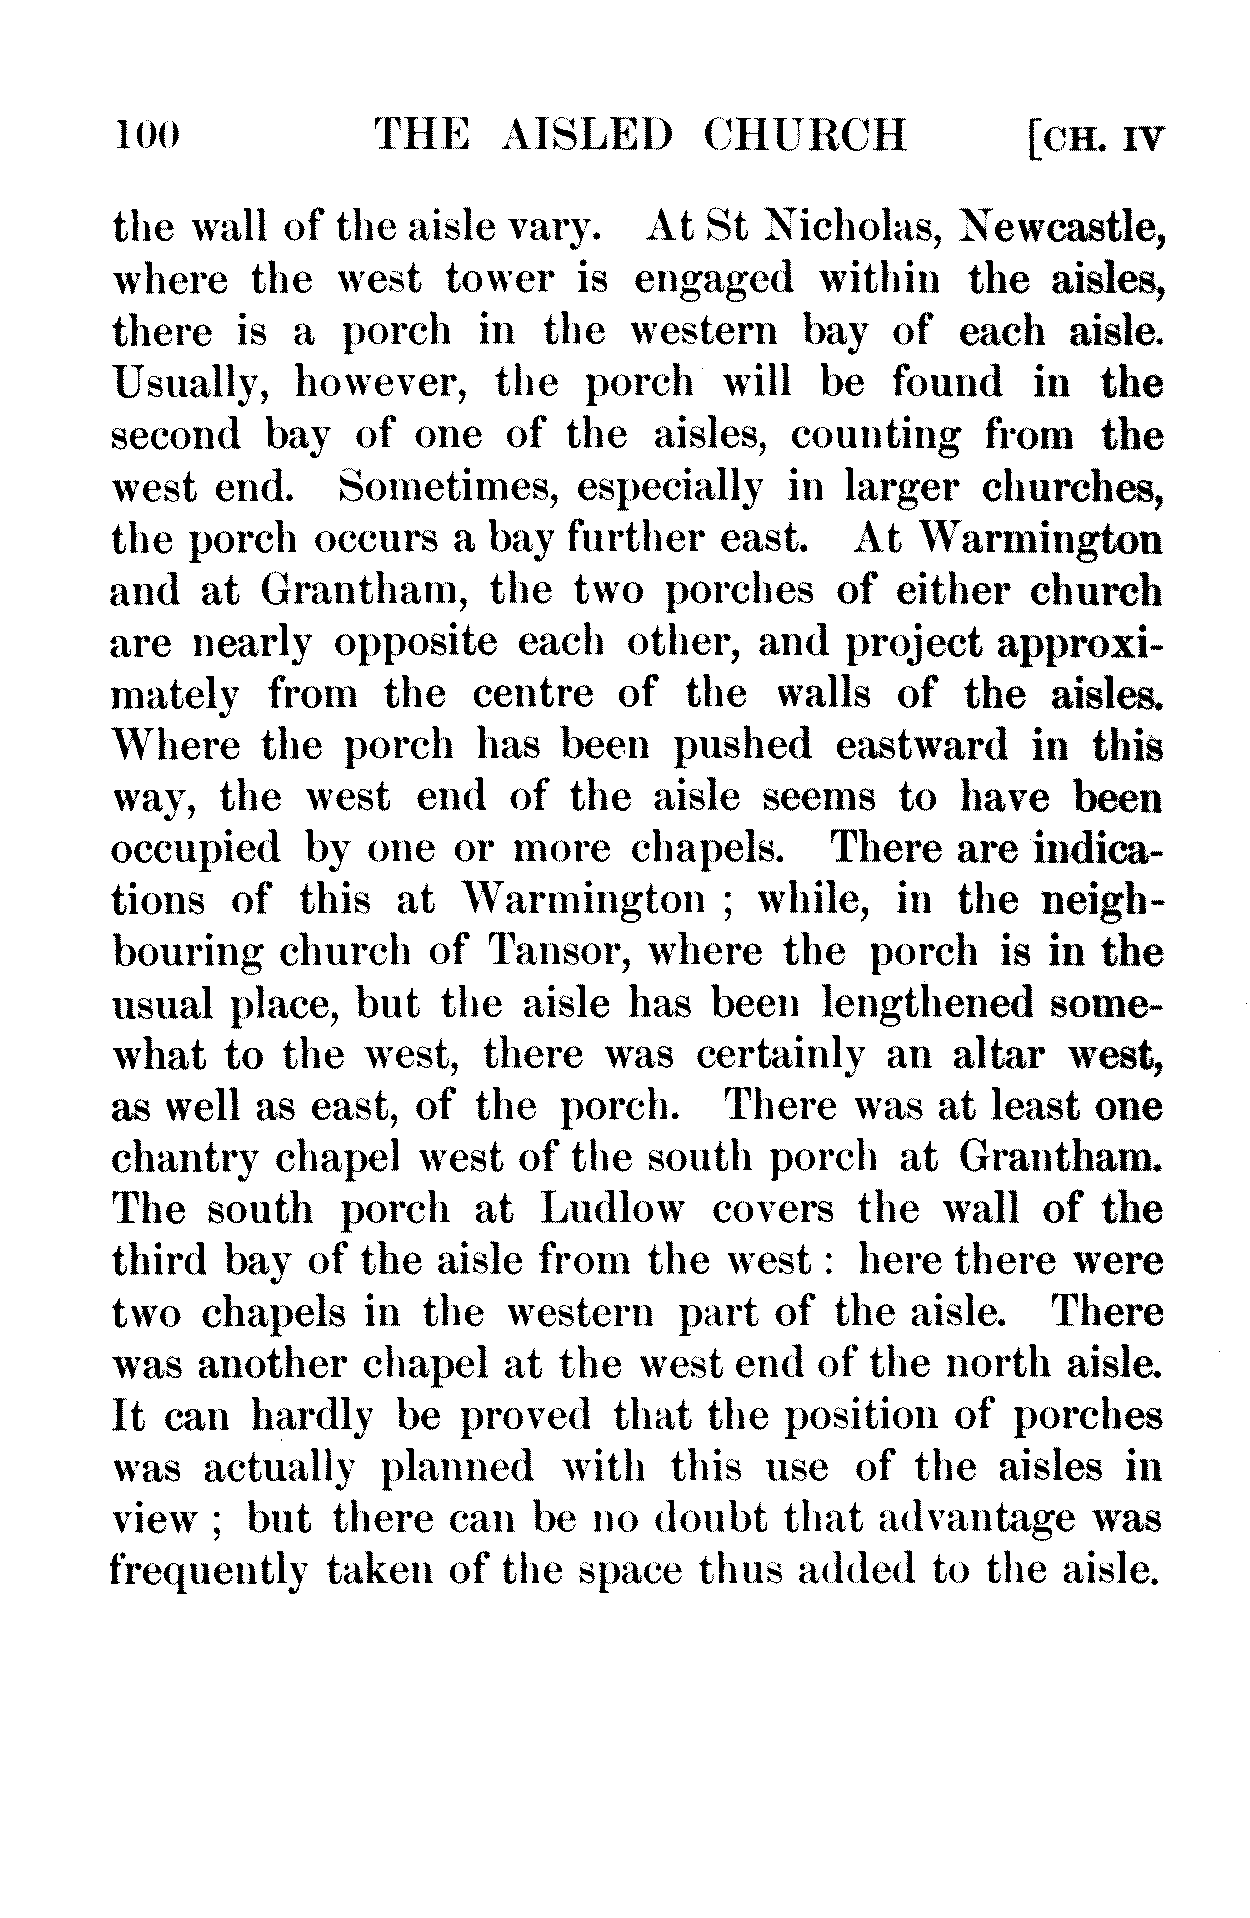 100 THE AISLED CHURCH [CH. IV
the wall of the aisle vary. At St Nicholas, Newcastle,
where the west tower is engaged within the aisles,
there is a porch in the western bay of each aisle.
Usually, however, the porch will be found in the
second bay of one of the aisles, counting from the
west end. Sometimes, especially in larger churches,
the porch occurs a bay further east. At Warmington
and at Grantham, the two porches of either church
are nearly opposite each other, and project approxi-
mately from the centre of the walls of the aisles.
Where the porch has been pushed eastward in this
way, the west end of the aisle seems to have been
occupied by one or more chapels. There are indica-
tions of this at Warmington ; while, in the neigh-
bouring church of Tansor, where the porch is in the
usual place, but the aisle has been lengthened some-
what to the west, there was certainly an altar west,
as well as east, of the porch. There was at least one
chantry chapel west of the south porch at Grantham.
The south porch at Ludlow covers the wall of the
third bay of the aisle from the west : here there were
two chapels in the western part of the aisle. There
was another chapel at the west end of the north aisle.
It can hardly be proved that the position of porches
was actually planned with this use of the aisles in
view ; but there can be no doubt that advantage was
frequently taken of the space thus added to the aisle.